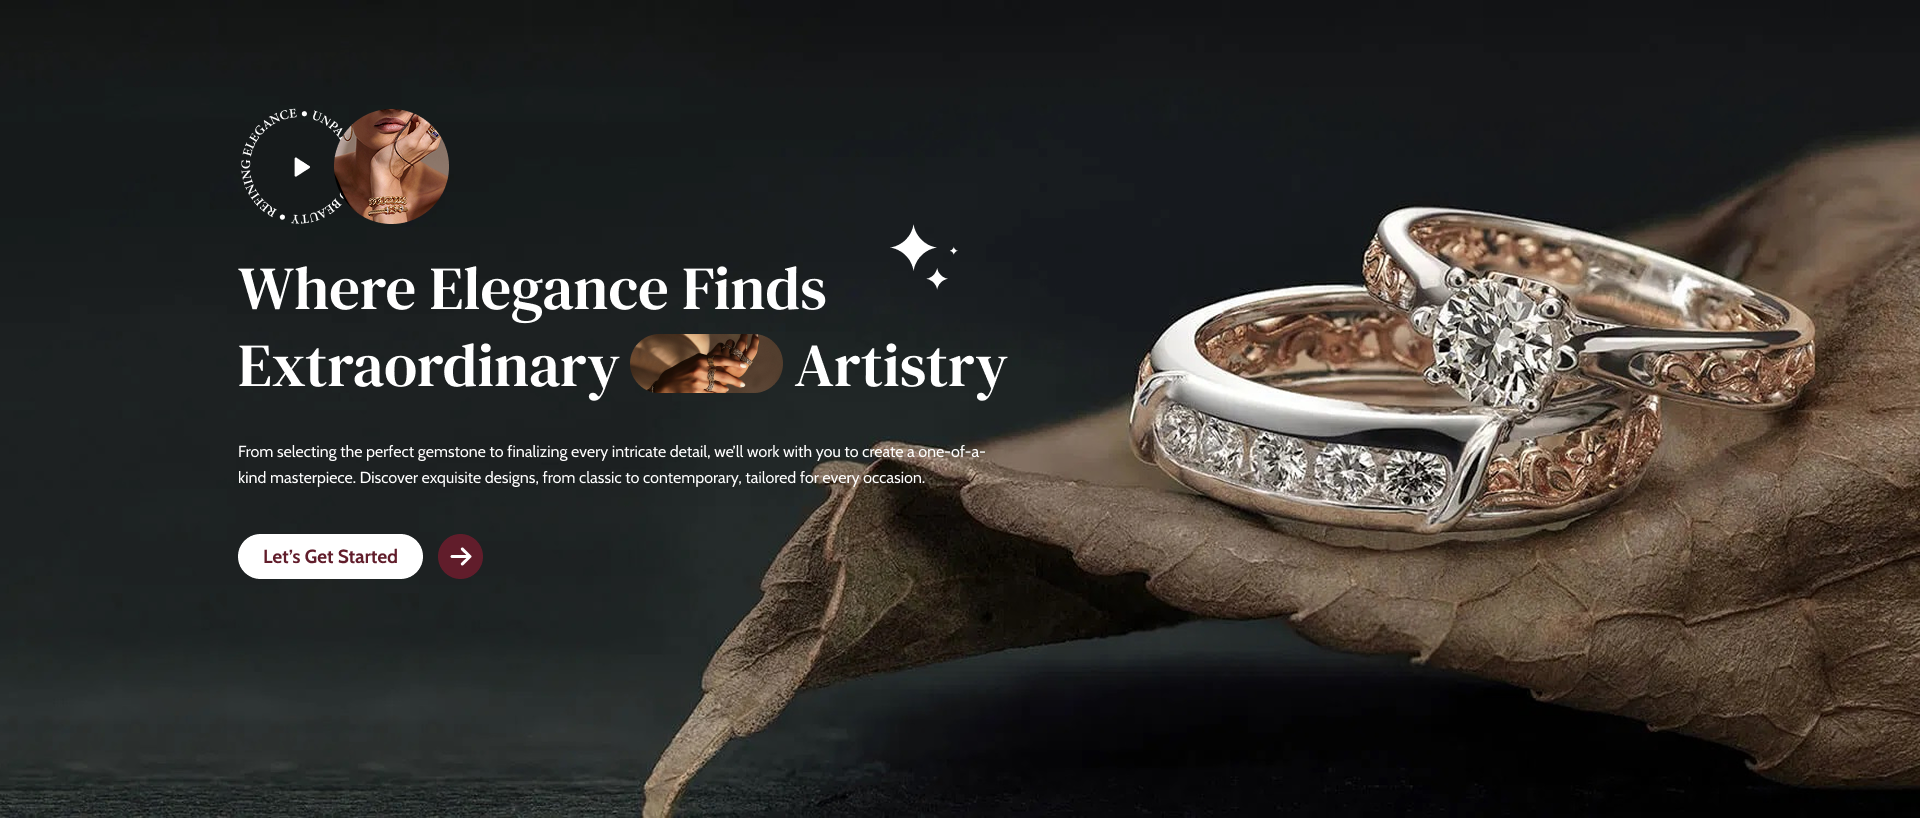 REFINING ELEGANCE • UNPA
BEAUTY •
Where Elegance Finds
Extraordinary Artistry
From selecting the perfect gemstone to finalizing every intricate detail, we'll work with you to create a one-of-a-
kind masterpiece. Discover exquisite designs, from classic to contemporary, tailored for every occasion.
Let's Get Started